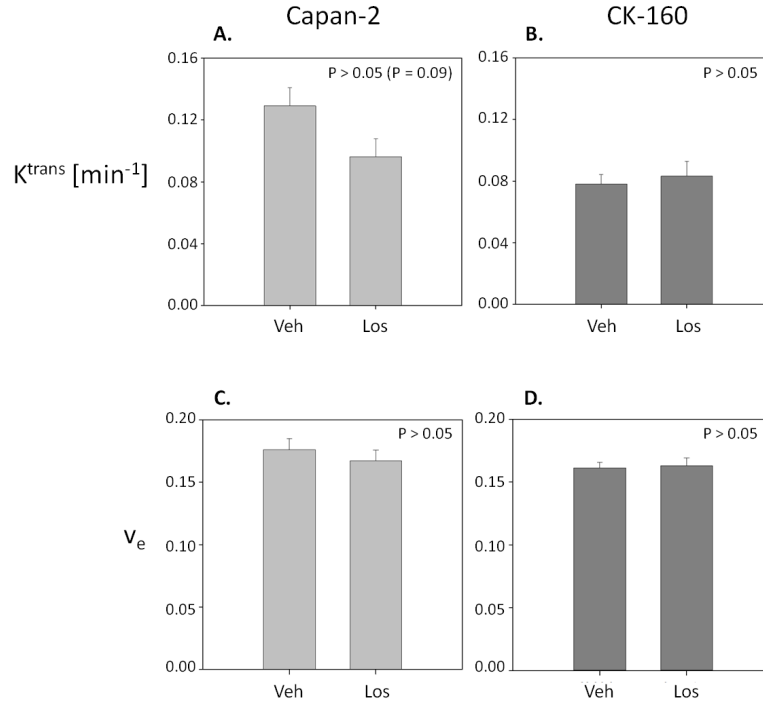 Capan-2
CK-160
A.
B.
P > 0.05 (P = 0.09)
P > 0.05
K^trans [min^-1]
0.16
0.12
0.08
0.04
0.00
Veh
Los
0.16
0.12
0.08
0.04
0.00
Veh
Los
C.
D.
P > 0.05
P > 0.05
v_e
0.20
0.15
0.10
0.05
0.00
Veh
Los
0.20
0.15
0.10
0.05
0.00
Veh
Los